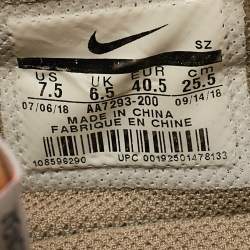 SZ
US UK EUR cm
7.5 6.5 40.5 25.5
07/06/18 AA7293-200 09/14/18
MADE IN CHINA
FABRIQUE EN CHINE
108598290 UPC 00192501478133